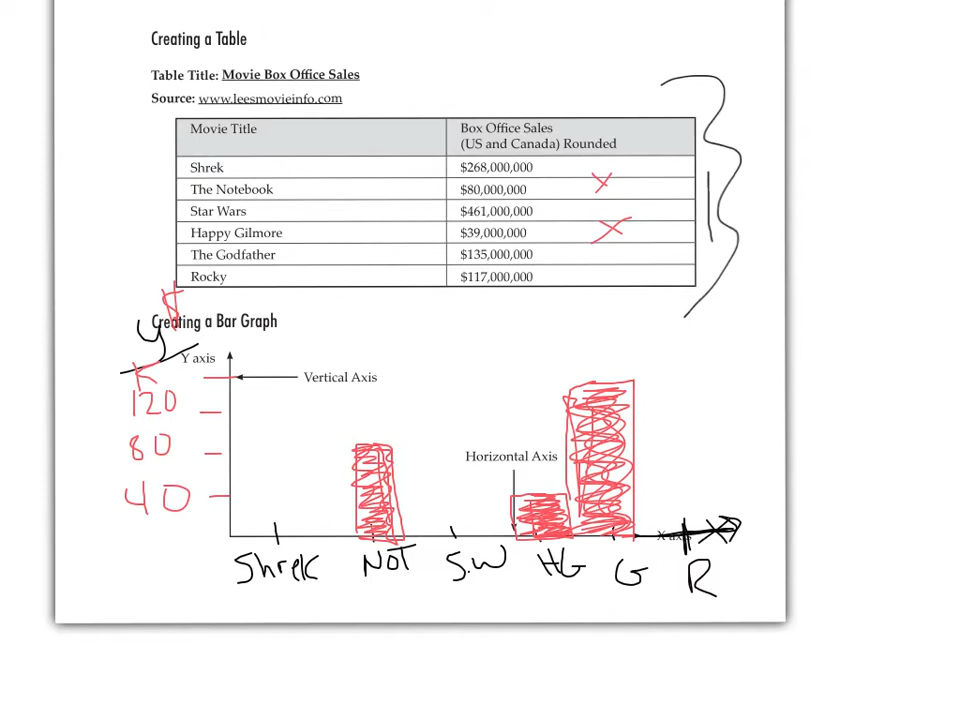 Creating a Table
Table Title: Movie Box Office Sales
Source: www.leesmovieinfo.com
Movie Title Box Office Sales
(US and Canada) Rounded
Shrek $268,000,000
The Notebook $80,000,000
Star Wars $461,000,000
Happy Gilmore $39,000,000
The Godfather $135,000,000
Rocky $117,000,000
$
Creating a Bar Graph
y
Y axis
Vertical Axis
120
80
Horizontal Axis
40
X axis
Shrek NOT S.W HG G R